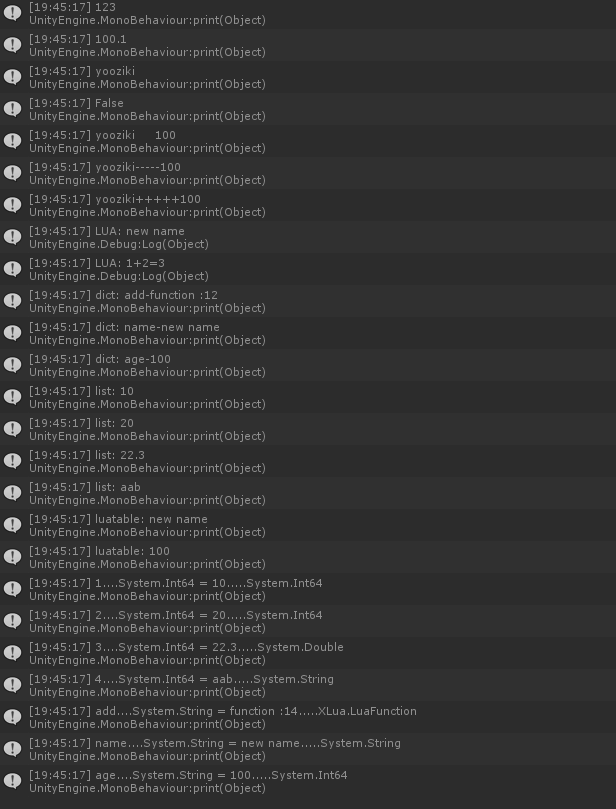 [19:45:17] 123
UnityEngine.MonoBehaviour:print(Object)
[19:45:17] 100.1
UnityEngine.MonoBehaviour:print(Object)
[19:45:17] yooziki
UnityEngine.MonoBehaviour:print(Object)
[19:45:17] False
UnityEngine.MonoBehaviour:print(Object)
[19:45:17] yooziki     100
UnityEngine.MonoBehaviour:print(Object)
[19:45:17] yooziki-----100
UnityEngine.MonoBehaviour:print(Object)
[19:45:17] yooziki+++++100
UnityEngine.MonoBehaviour:print(Object)
[19:45:17] LUA: new name
UnityEngine.Debug:Log(Object)
[19:45:17] LUA: 1+2=3
UnityEngine.Debug:Log(Object)
[19:45:17] dict: add-function :12
UnityEngine.MonoBehaviour:print(Object)
[19:45:17] dict: name-new name
UnityEngine.MonoBehaviour:print(Object)
[19:45:17] dict: age-100
UnityEngine.MonoBehaviour:print(Object)
[19:45:17] list: 10
UnityEngine.MonoBehaviour:print(Object)
[19:45:17] list: 20
UnityEngine.MonoBehaviour:print(Object)
[19:45:17] list: 22.3
UnityEngine.MonoBehaviour:print(Object)
[19:45:17] list: aab
UnityEngine.MonoBehaviour:print(Object)
[19:45:17] luatable: new name
UnityEngine.MonoBehaviour:print(Object)
[19:45:17] luatable: 100
UnityEngine.MonoBehaviour:print(Object)
[19:45:17] 1....System.Int64 = 10.....System.Int64
UnityEngine.MonoBehaviour:print(Object)
[19:45:17] 2....System.Int64 = 20.....System.Int64
UnityEngine.MonoBehaviour:print(Object)
[19:45:17] 3....System.Int64 = 22.3.....System.Double
UnityEngine.MonoBehaviour:print(Object)
[19:45:17] 4....System.Int64 = aab.....System.String
UnityEngine.MonoBehaviour:print(Object)
[19:45:17] add....System.String = function :14.....XLua.LuaFunction
UnityEngine.MonoBehaviour:print(Object)
[19:45:17] name....System.String = new name.....System.String
UnityEngine.MonoBehaviour:print(Object)
[19:45:17] age....System.String = 100.....System.Int64
UnityEngine.MonoBehaviour:print(Object)